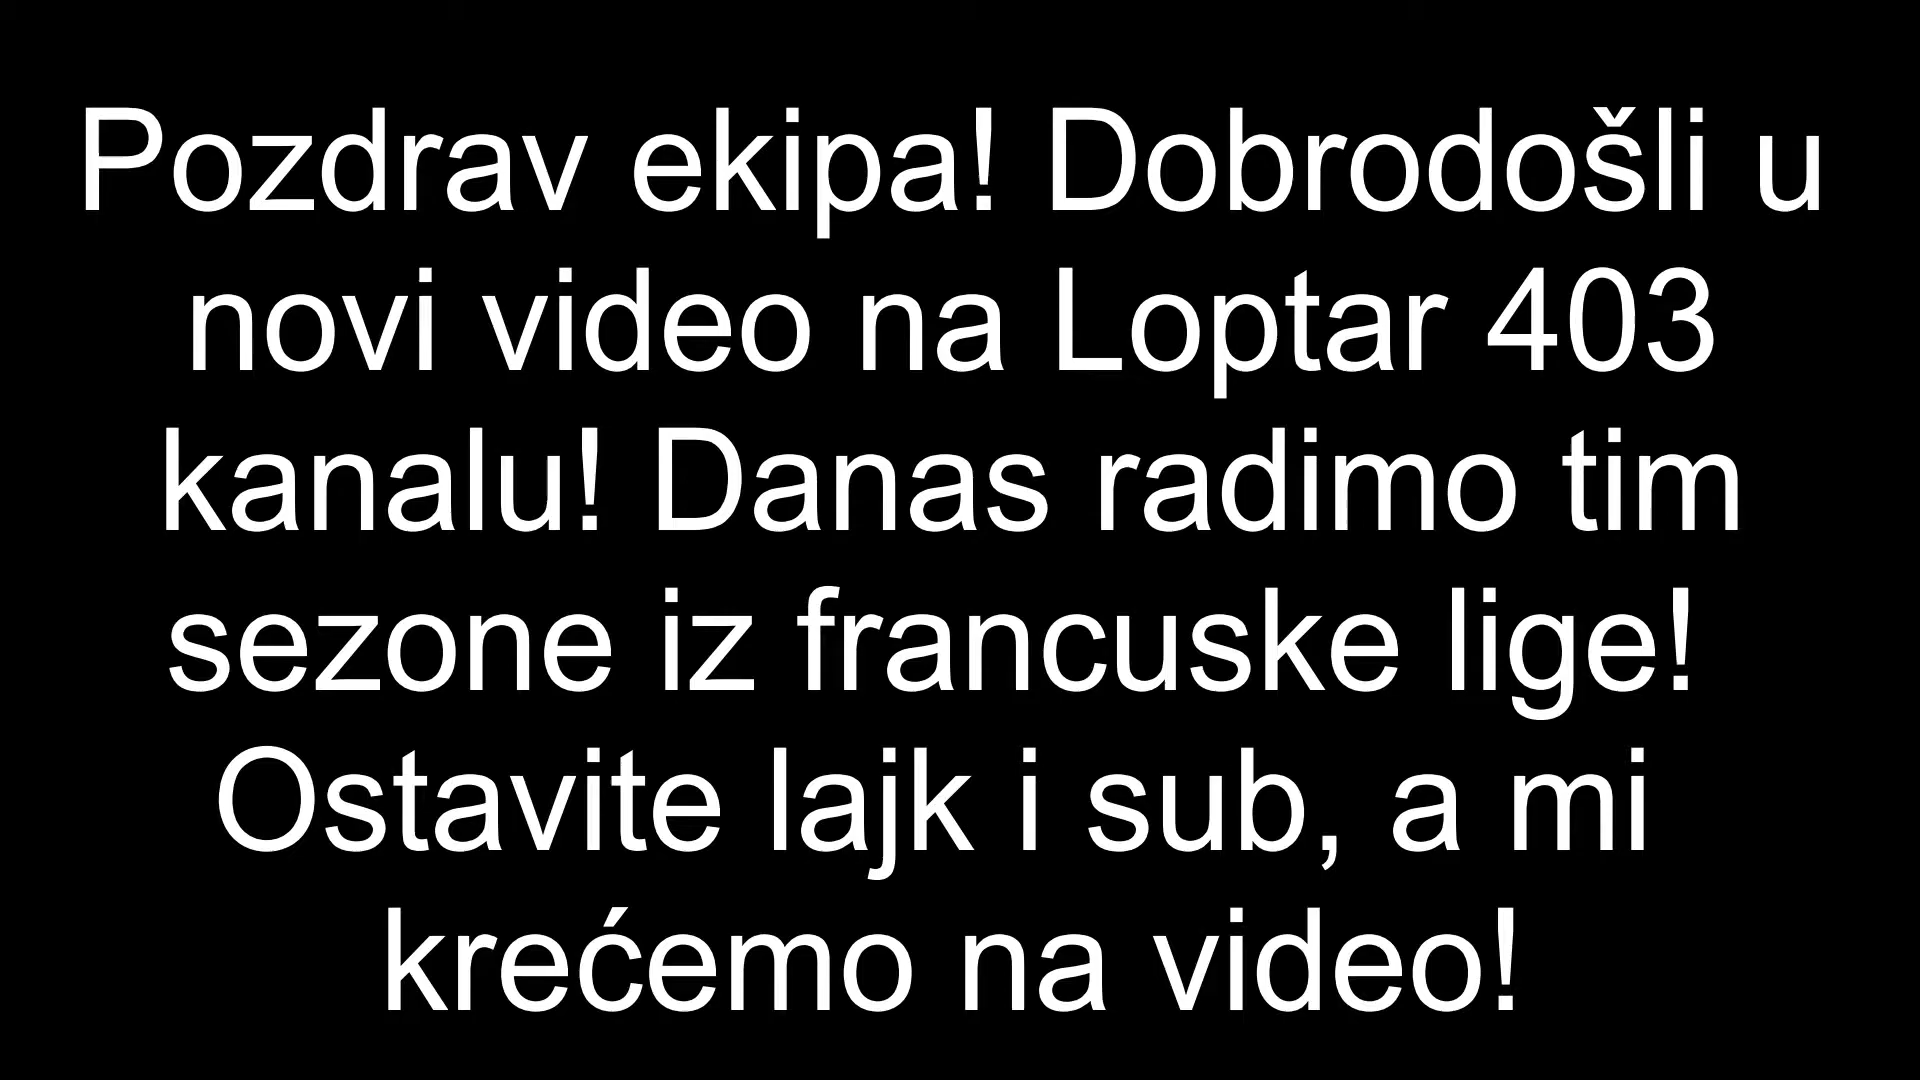 Pozdrav ekipa! Dobrodošli u
novi video na Loptar 403
kanalu! Danas radimo tim
sezone iz francuske lige!
Ostavite lajk i sub, a mi
krećemo na video!